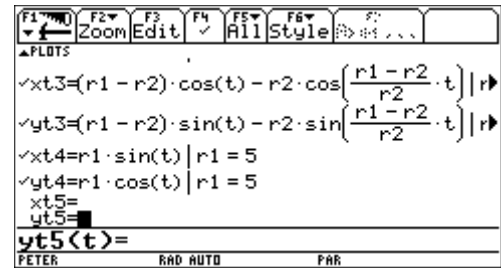 F1 F2 Zoom F3 Edit F4 ✓ F5 All F6 Style
▲PLOTS
✓xt3=(r1 - r2)·cos(t) - r2·cos((r1 - r2)/r2·t)|r▶
✓yt3=(r1 - r2)·sin(t) - r2·sin((r1 - r2)/r2·t)|r▶
✓xt4=r1·sin(t)|r1 = 5
✓yt4=r1·cos(t)|r1 = 5
xt5=
yt5=
yt5(t)=
PETER RAD AUTO PAR